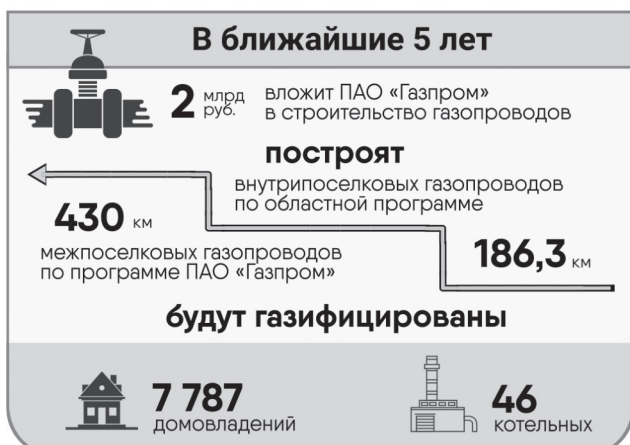 В ближайшие 5 лет
2 млрд руб.
вложит ПАО «Газпром»
в строительство газопроводов
построят
внутрипоселковых газопроводов
по областной программе
186,3 км
430 км
межпоселковых газопроводов
по программе ПАО «Газпром»
будут газифицированы
7 787
домовладений
46
котельных